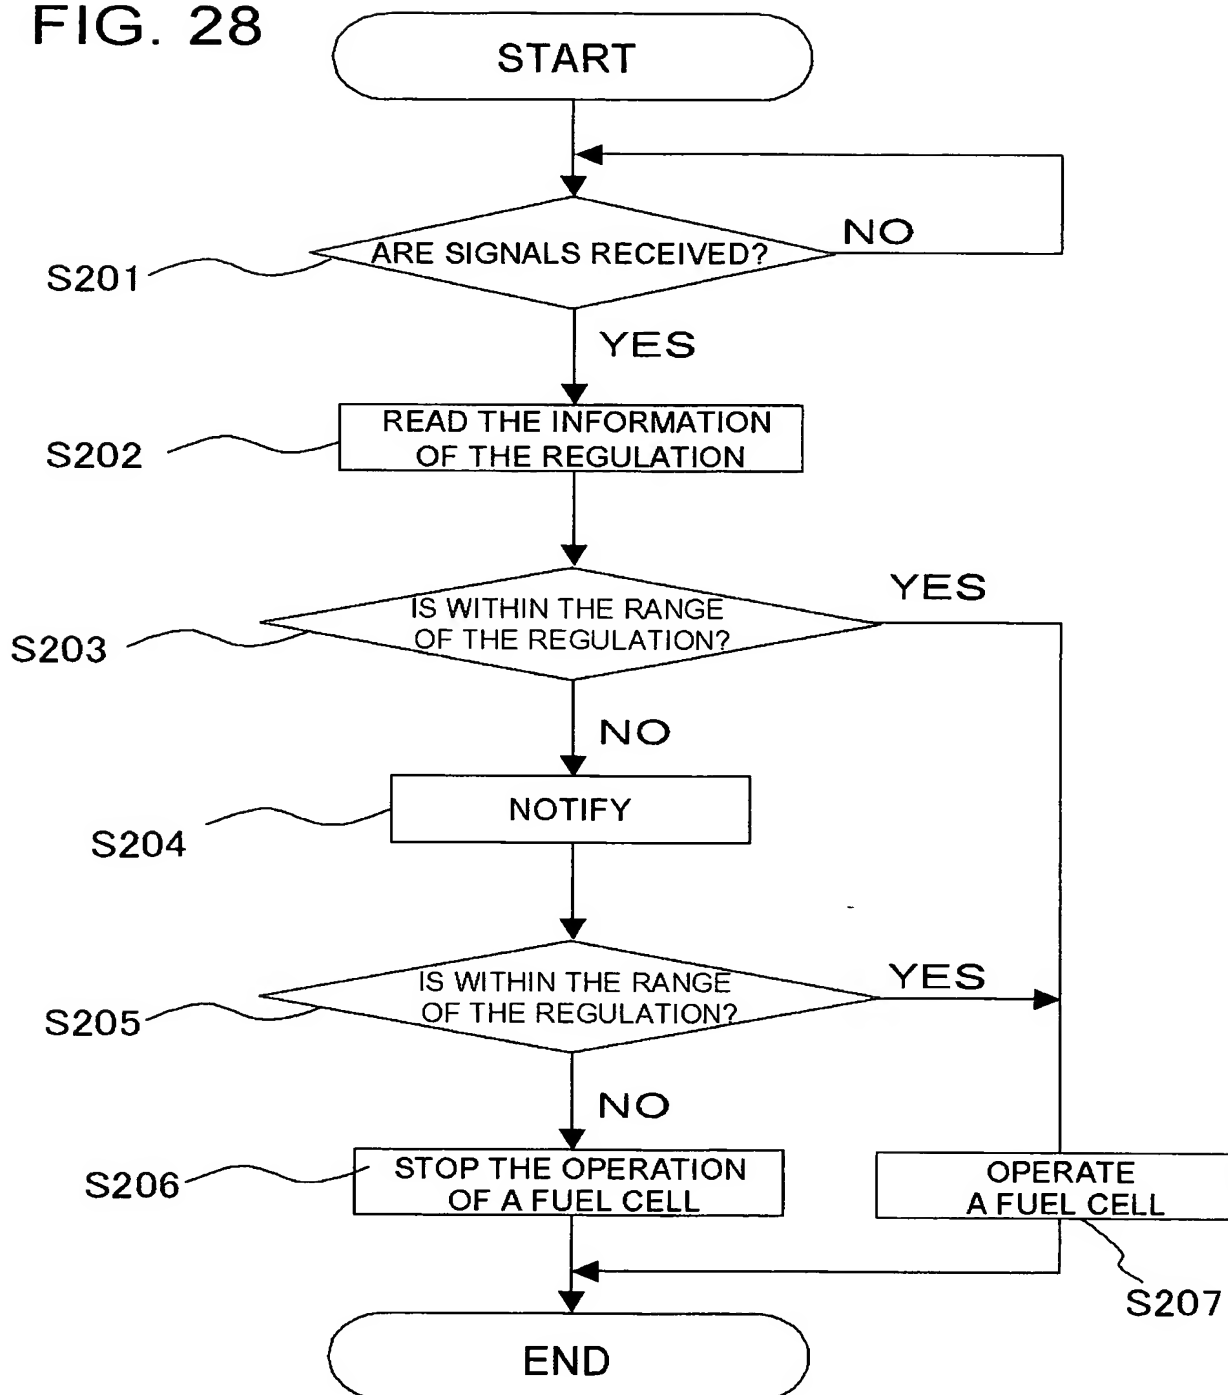 FIG. 28
START
ARE SIGNALS RECEIVED?
NO
S201
YES
READ THE INFORMATION
OF THE REGULATION
S202
IS WITHIN THE RANGE
OF THE REGULATION?
YES
S203
NO
NOTIFY
S204
IS WITHIN THE RANGE
OF THE REGULATION?
YES
S205
NO
STOP THE OPERATION
OF A FUEL CELL
S206
OPERATE
A FUEL CELL
S207
END